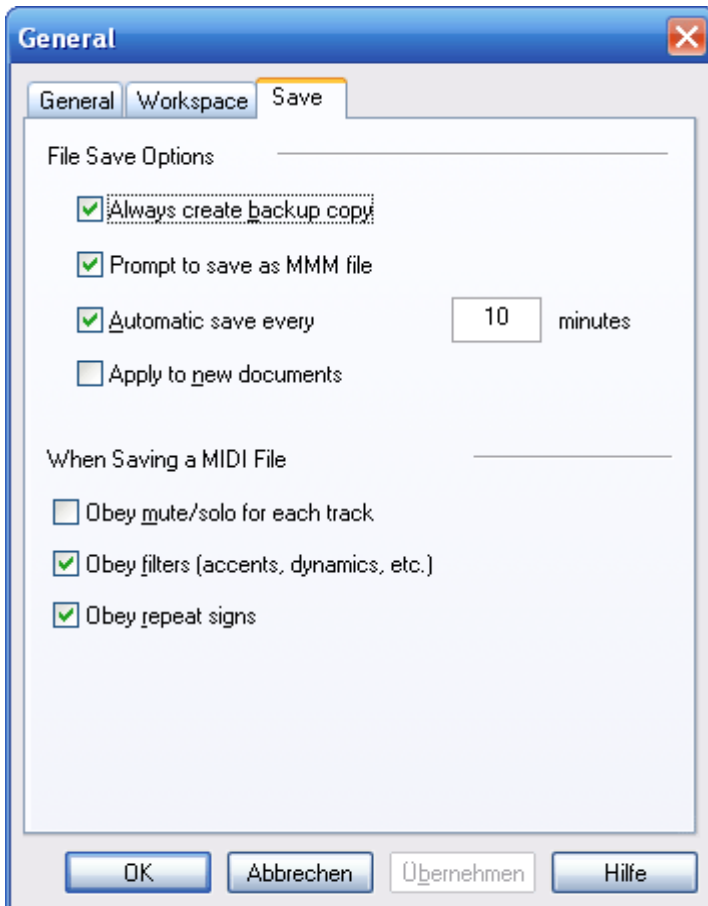 General
General Workspace Save
File Save Options
Always create backup copy
Prompt to save as MMM file
Automatic save every 10 minutes
Apply to new documents
When Saving a MIDI File
Obey mute/solo for each track
Obey filters (accents, dynamics, etc.)
Obey repeat signs
OK Abbrechen Übernehmen Hilfe